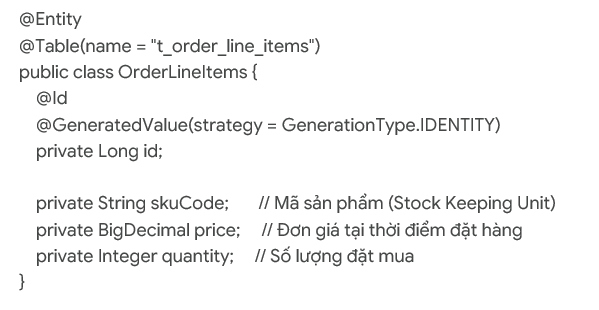 @Entity
@Table(name = "t_order_line_items")
public class OrderLineItems {
    @Id
    @GeneratedValue(strategy = GenerationType.IDENTITY)
    private Long id;

    private String skuCode;      // Mã sản phẩm (Stock Keeping Unit)
    private BigDecimal price;    // Đơn giá tại thời điểm đặt hàng
    private Integer quantity;    // Số lượng đặt mua
}